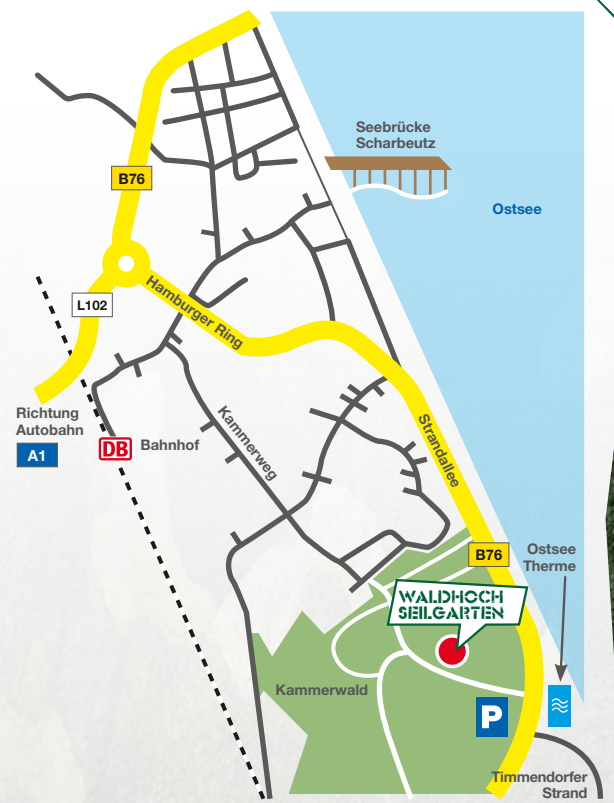 Seebrücke
Scharbeutz
B76
Ostsee
L102
Hamburger Ring
Richtung
Autobahn
A1
DB
Bahnhof
Kammerweg
Strandallee
B76
Ostsee
Therme
WALDHOCH
SEILGARTEN
Kammerwald
P
Timmendorfer
Strand